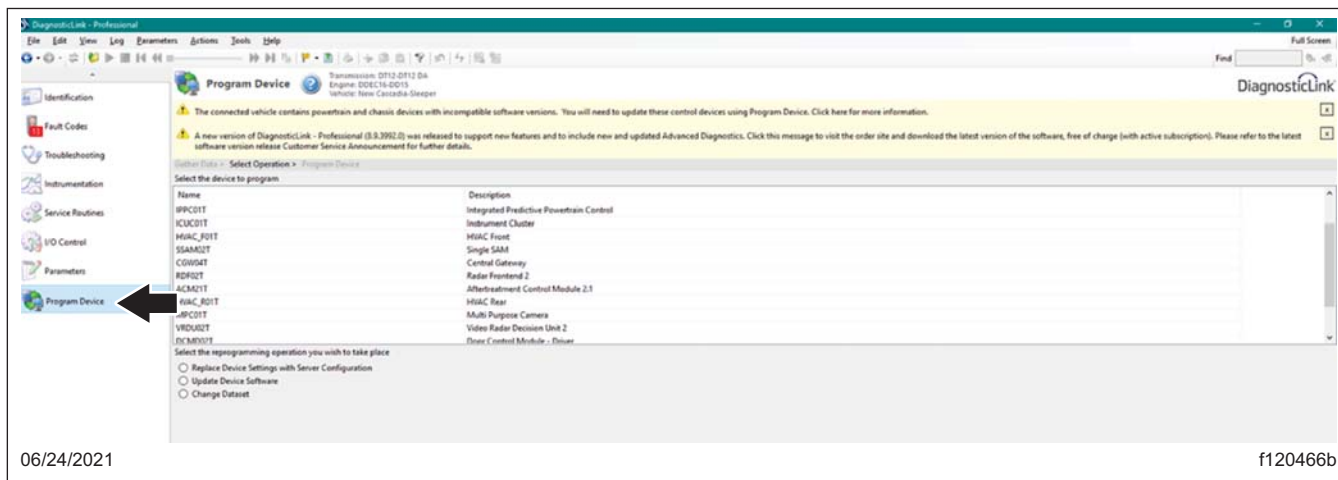 DiagnosticLink - Professional
File Edit View Log Parameters Actions Tools Help
Full Screen
Find
Identification
Fault Codes
Troubleshooting
Instrumentation
Service Routines
I/O Control
Parameters
Program Device
Program Device
Transmission: DT12-DT12 DA
Engine: DDEC16-DD15
Vehicle: New Cascadia-Sleeper
DiagnosticLink
The connected vehicle contains powertrain and chassis devices with incompatible software versions. You will need to update these control devices using Program Device. Click here for more information.
A new version of DiagnosticLink - Professional (8.9.3992.0) was released to support new features and to include new and updated Advanced Diagnostics. Click this message to visit the order site and download the latest version of the software, free of charge (with active subscription). Please refer to the latest
software version release Customer Service Announcement for further details.
Gather Data > Select Operation > Program Device
Select the device to program
Name Description
IPPC01T Integrated Predictive Powertrain Control
ICUC01T Instrument Cluster
HVAC_F01T HVAC Front
SSAM02T Single SAM
CGW04T Central Gateway
RDF02T Radar Frontend 2
ACM21T Aftertreatment Control Module 2.1
HVAC_R01T HVAC Rear
MPC01T Multi Purpose Camera
VRDU02T Video Radar Decision Unit 2
DCMD02T Door Control Module - Driver
Select the reprogramming operation you wish to take place
Replace Device Settings with Server Configuration
Update Device Software
Change Dataset
06/24/2021
f120466b